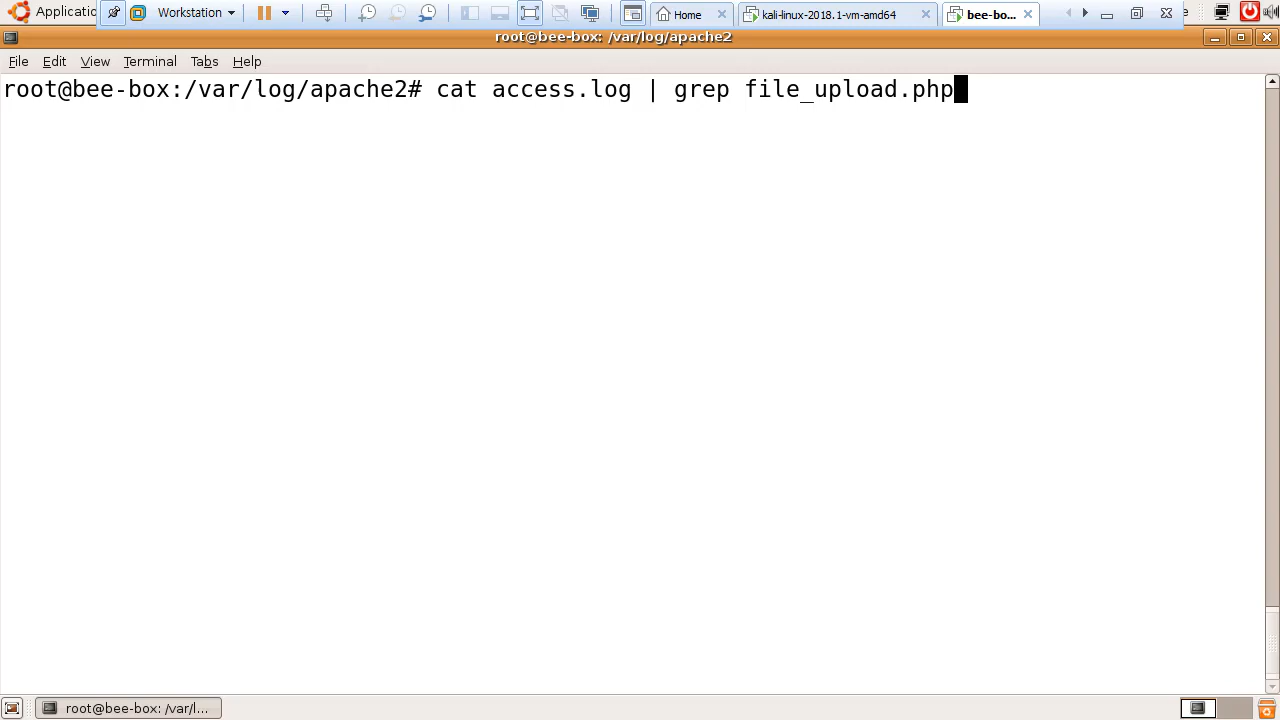 Applicatio
Workstation
Home
kali-linux-2018.1-vm-amd64
bee-bo...
root@bee-box: /var/log/apache2
File Edit View Terminal Tabs Help
root@bee-box:/var/log/apache2# cat access.log | grep file_upload.php
root@bee-box: /var/l...